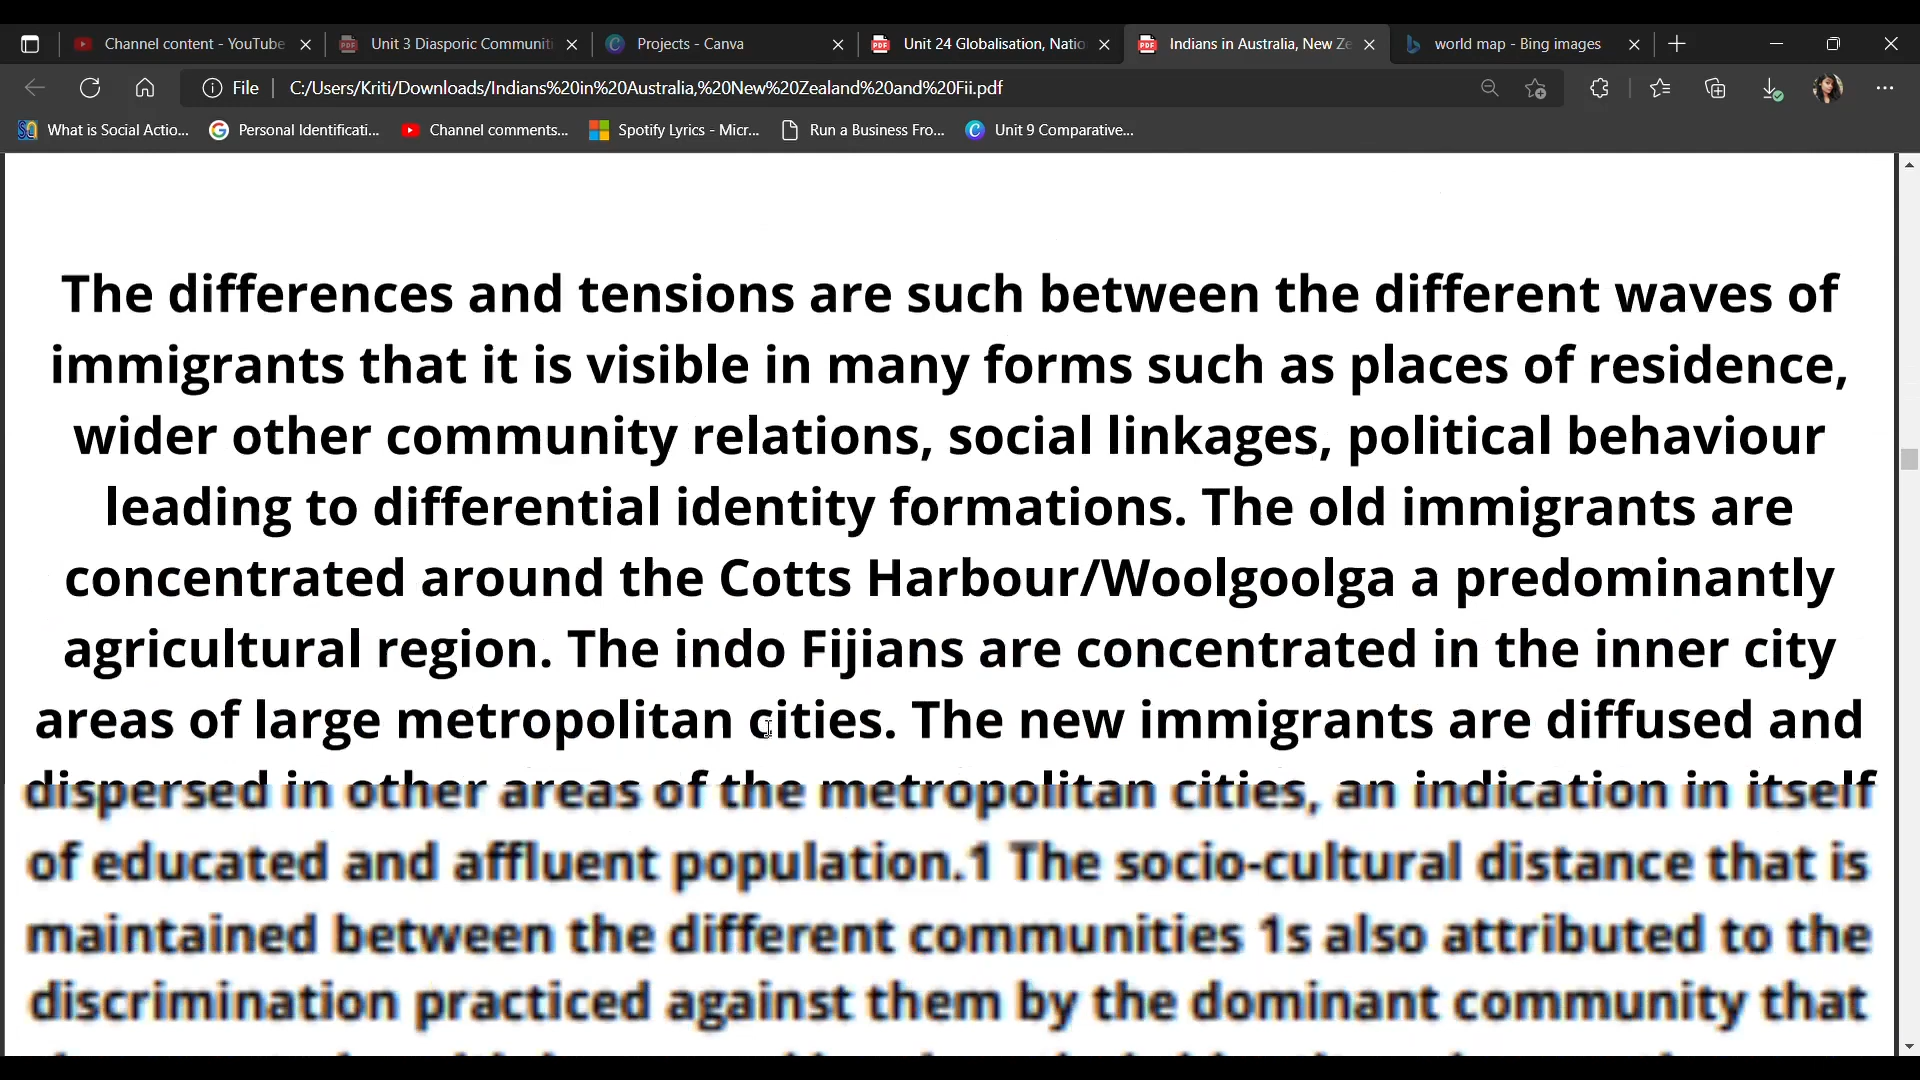 Channel content - YouTube
Unit 3 Diasporic Communiti
Projects - Canva
Unit 24 Globalisation, Natio
Indians in Australia, New Ze
world map - Bing images
File
C:/Users/Kriti/Downloads/Indians%20in%20Australia,%20New%20Zealand%20and%20Fii.pdf
What is Social Actio...
Personal Identificati...
Channel comments...
Spotify Lyrics - Micr...
Run a Business Fro...
Unit 9 Comparative...
The differences and tensions are such between the different waves of
immigrants that it is visible in many forms such as places of residence,
wider other community relations, social linkages, political behaviour
leading to differential identity formations. The old immigrants are
concentrated around the Cotts Harbour/Woolgoolga a predominantly
agricultural region. The indo Fijians are concentrated in the inner city
areas of large metropolitan cities. The new immigrants are diffused and
dispersed in other areas of the metropolitan cities, an indication in itself
of educated and affluent population.1 The socio-cultural distance that is
maintained between the different communities 1s also attributed to the
discrimination practiced against them by the dominant community that